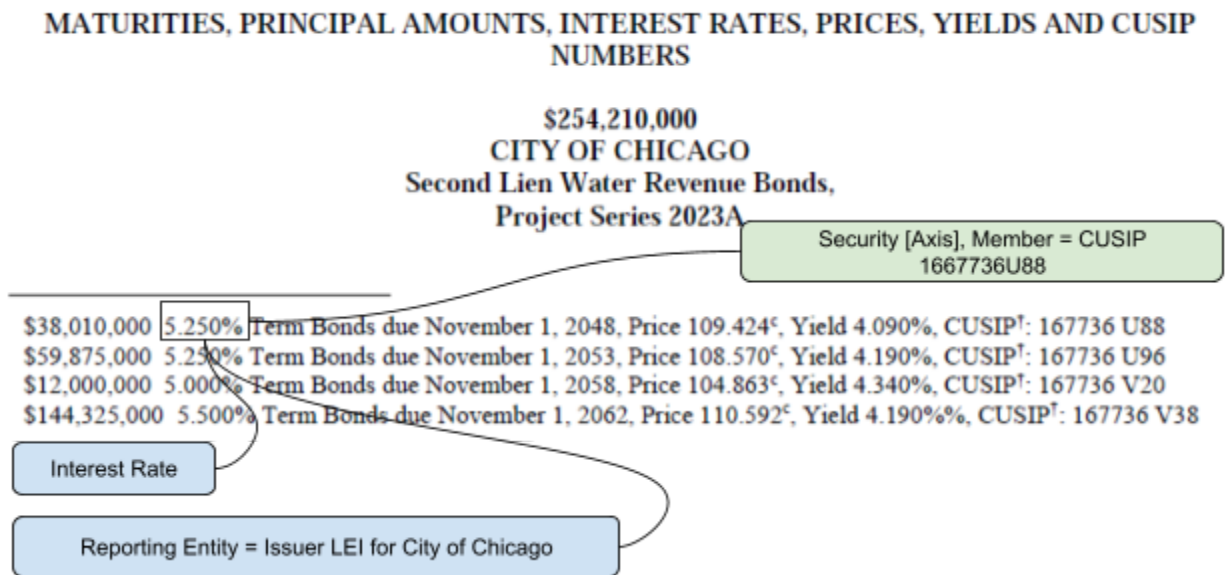 MATURITIES, PRINCIPAL AMOUNTS, INTEREST RATES, PRICES, YIELDS AND CUSIP
NUMBERS
$254,210,000
CITY OF CHICAGO
Second Lien Water Revenue Bonds,
Project Series 2023A
Security [Axis], Member = CUSIP
1667736U88
$38,010,000 5.250% Term Bonds due November 1, 2048, Price 109.424ᶜ, Yield 4.090%, CUSIP†: 167736 U88
$59,875,000 5.250% Term Bonds due November 1, 2053, Price 108.570ᶜ, Yield 4.190%, CUSIP†: 167736 U96
$12,000,000 5.000% Term Bonds due November 1, 2058, Price 104.863ᶜ, Yield 4.340%, CUSIP†: 167736 V20
$144,325,000 5.500% Term Bonds due November 1, 2062, Price 110.592ᶜ, Yield 4.190%%, CUSIP†: 167736 V38
Interest Rate
Reporting Entity = Issuer LEI for City of Chicago